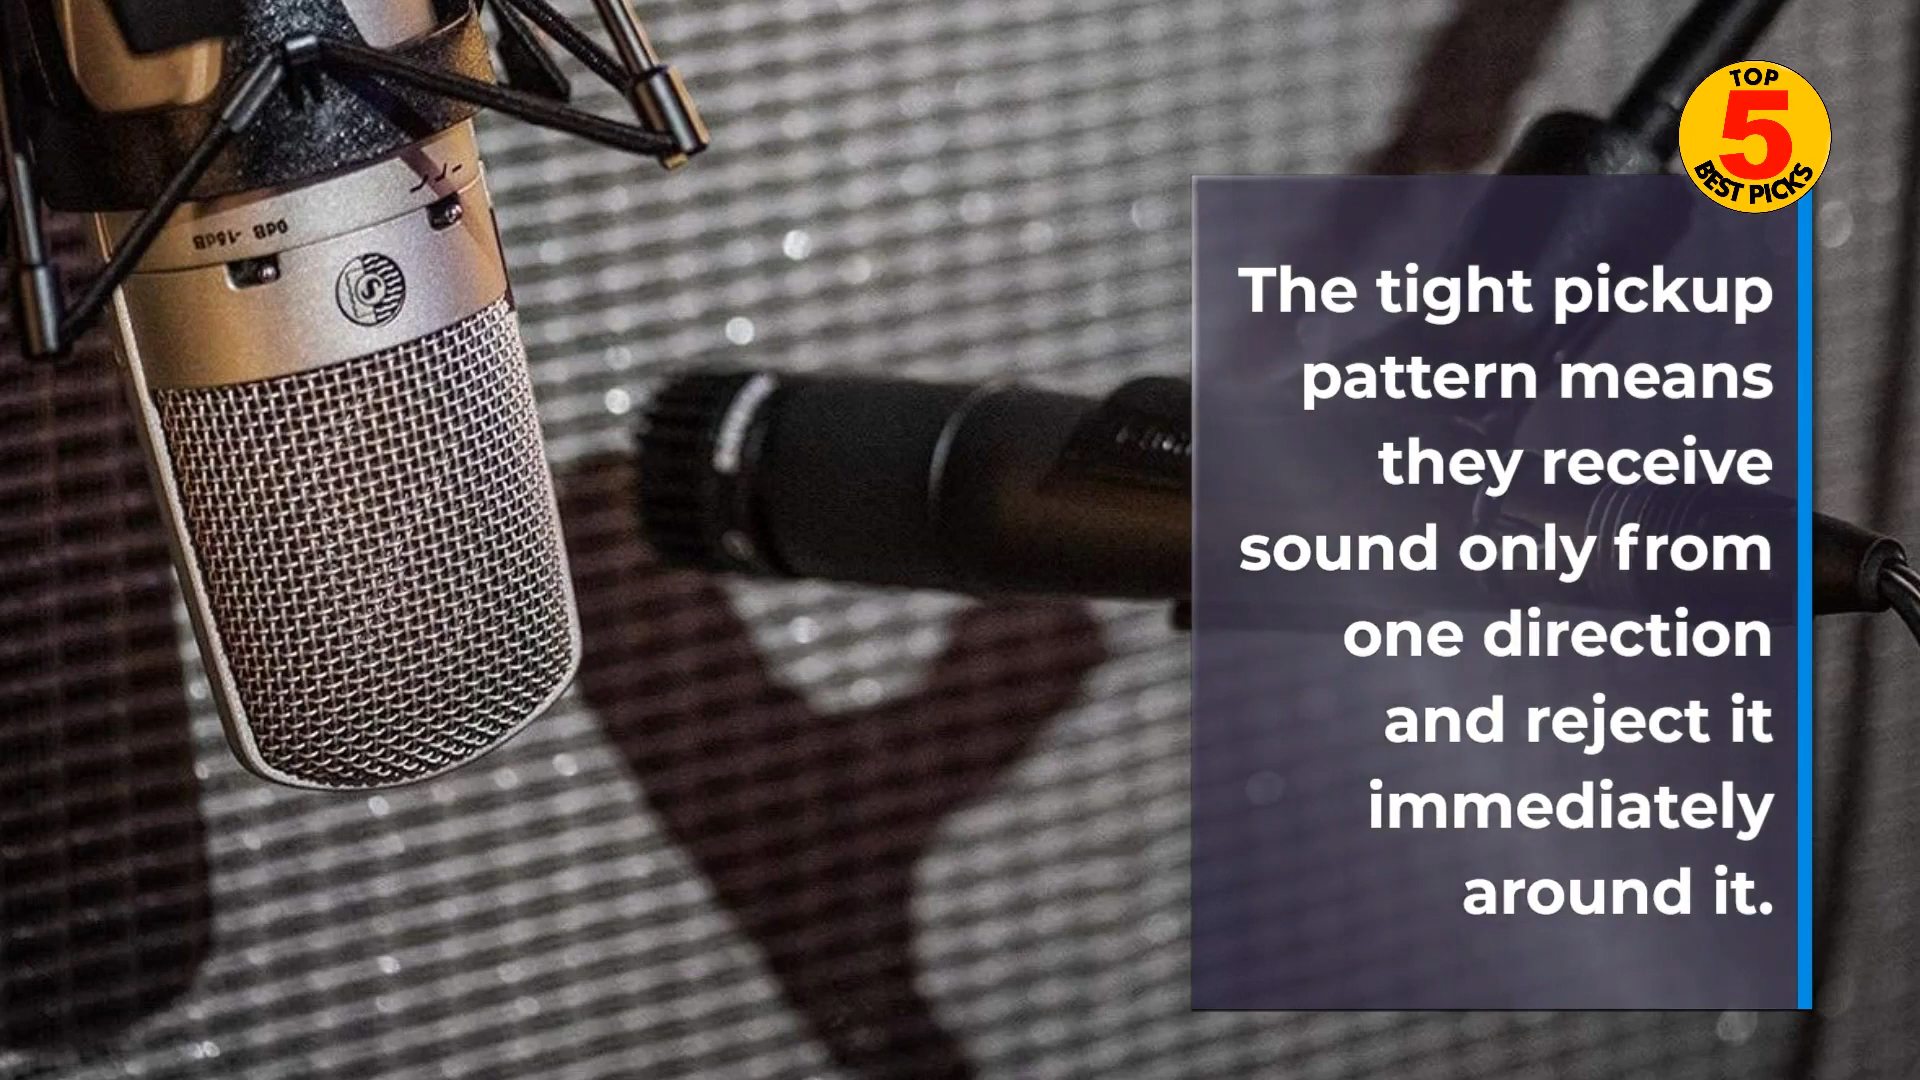 TOP
5
BEST PICKS
0dB -15dB
The tight pickup
pattern means
they receive
sound only from
one direction
and reject it
immediately
around it.